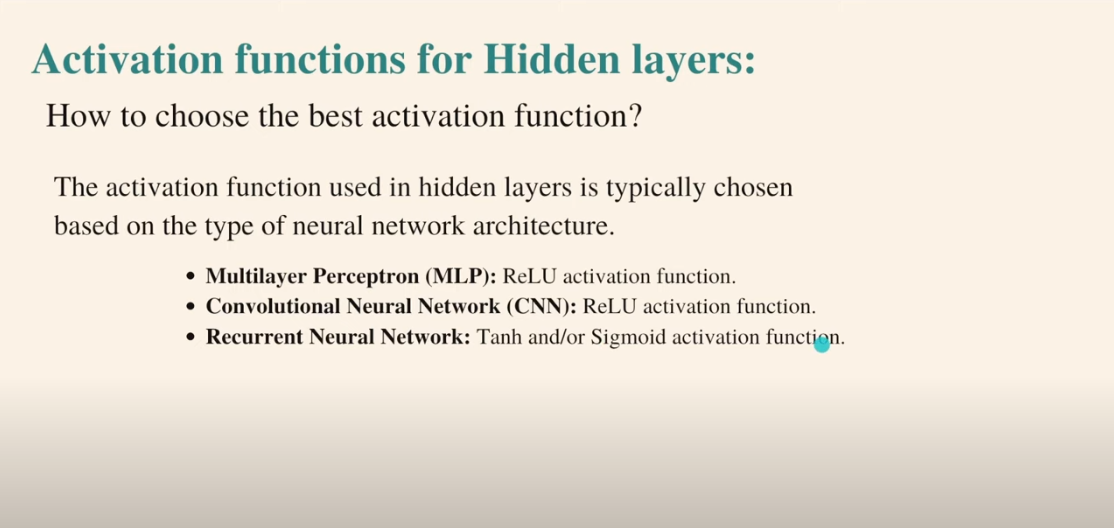 Activation functions for Hidden layers:
How to choose the best activation function?
The activation function used in hidden layers is typically chosen
based on the type of neural network architecture.
• Multilayer Perceptron (MLP): ReLU activation function.
• Convolutional Neural Network (CNN): ReLU activation function.
• Recurrent Neural Network: Tanh and/or Sigmoid activation function.